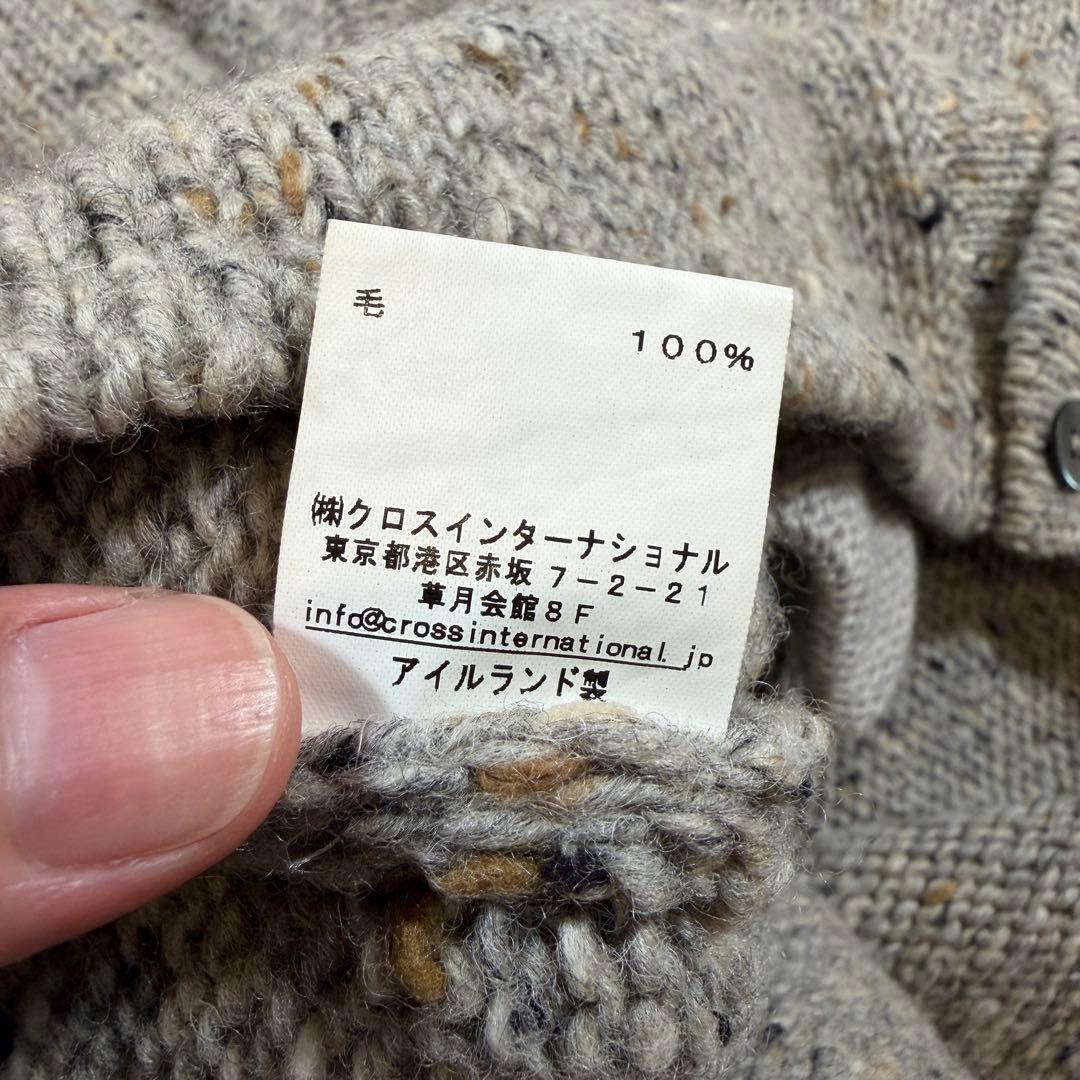 毛
100%
㈱クロスインターナショナル
東京都港区赤坂 7-2-21
草月会館8F
info@crossinternational.jp
アイルランド製